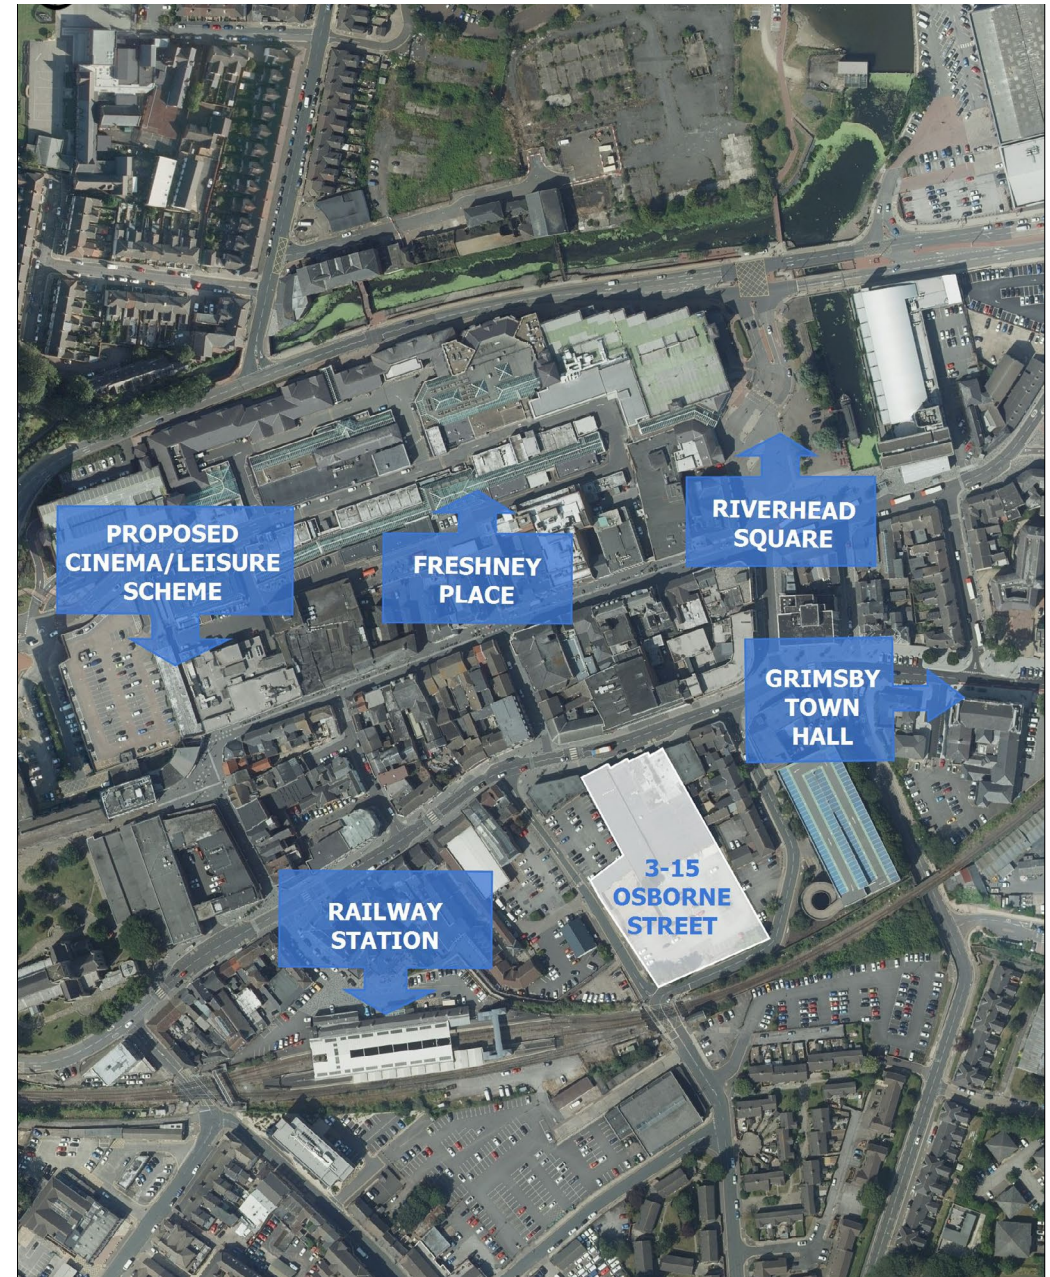 RIVERHEAD
SQUARE
PROPOSED
CINEMA/LEISURE
SCHEME
FRESHNEY
PLACE
GRIMSBY
TOWN
HALL
3-15
OSBORNE
STREET
RAILWAY
STATION